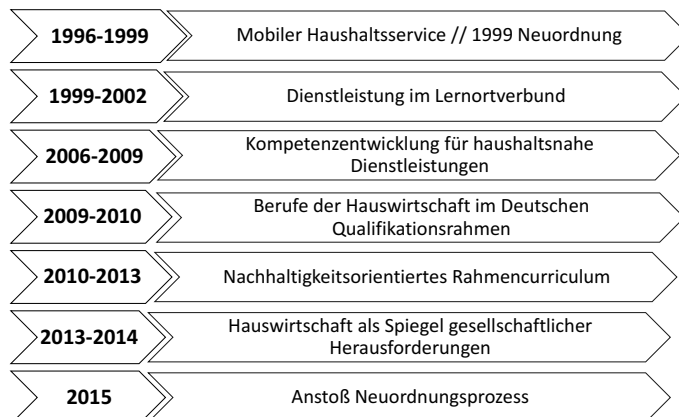 1996-1999
Mobiler Haushaltsservice // 1999 Neuordnung
1999-2002
Dienstleistung im Lernortverbund
2006-2009
Kompetenzentwicklung für haushaltsnahe
Dienstleistungen
2009-2010
Berufe der Hauswirtschaft im Deutschen
Qualifikationsrahmen
2010-2013
Nachhaltigkeitsorientiertes Rahmencurriculum
2013-2014
Hauswirtschaft als Spiegel gesellschaftlicher
Herausforderungen
2015
Anstoß Neuordnungsprozess